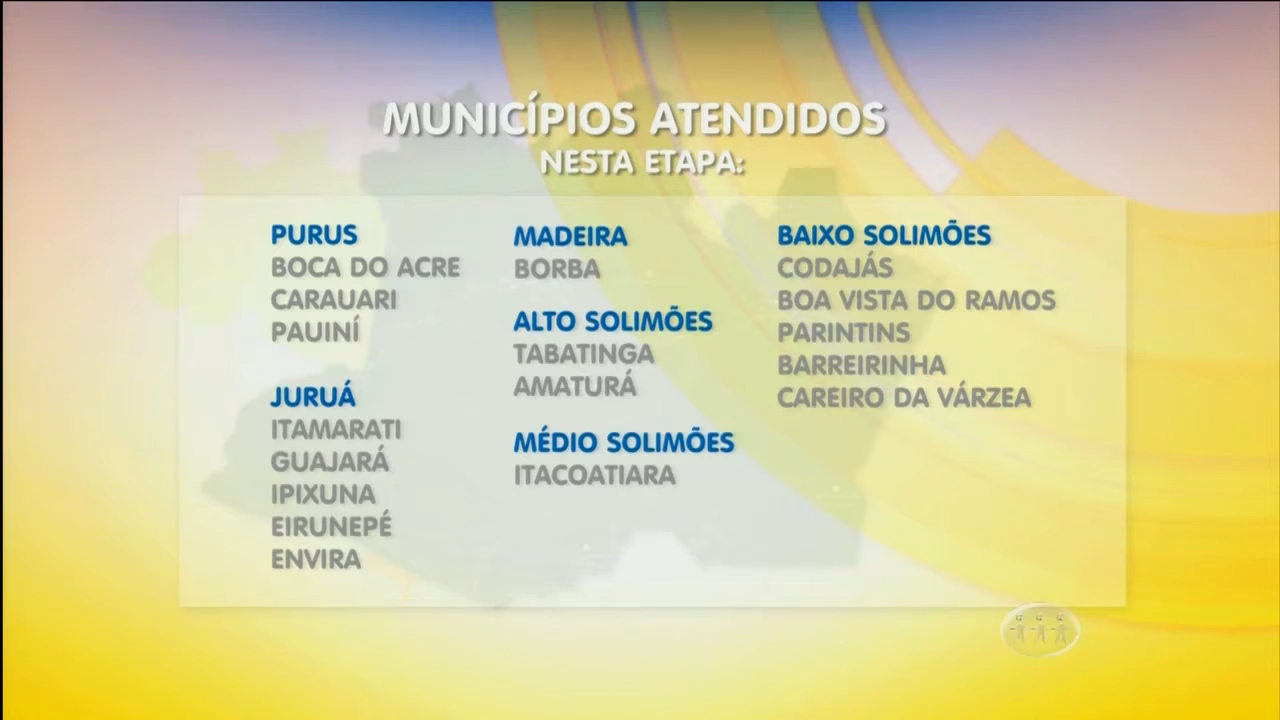 MUNICÍPIOS ATENDIDOS
NESTA ETAPA:
PURUS
BOCA DO ACRE
CARAUARI
PAUINÍ
JURUÁ
ITAMARATI
GUAJARÁ
IPIXUNA
EIRUNEPÉ
ENVIRA
MADEIRA
BORBA
ALTO SOLIMÕES
TABATINGA
AMATURÁ
MÉDIO SOLIMÕES
ITACOATIARA
BAIXO SOLIMÕES
CODAJÁS
BOA VISTA DO RAMOS
PARINTINS
BARREIRINHA
CAREIRO DA VÁRZEA